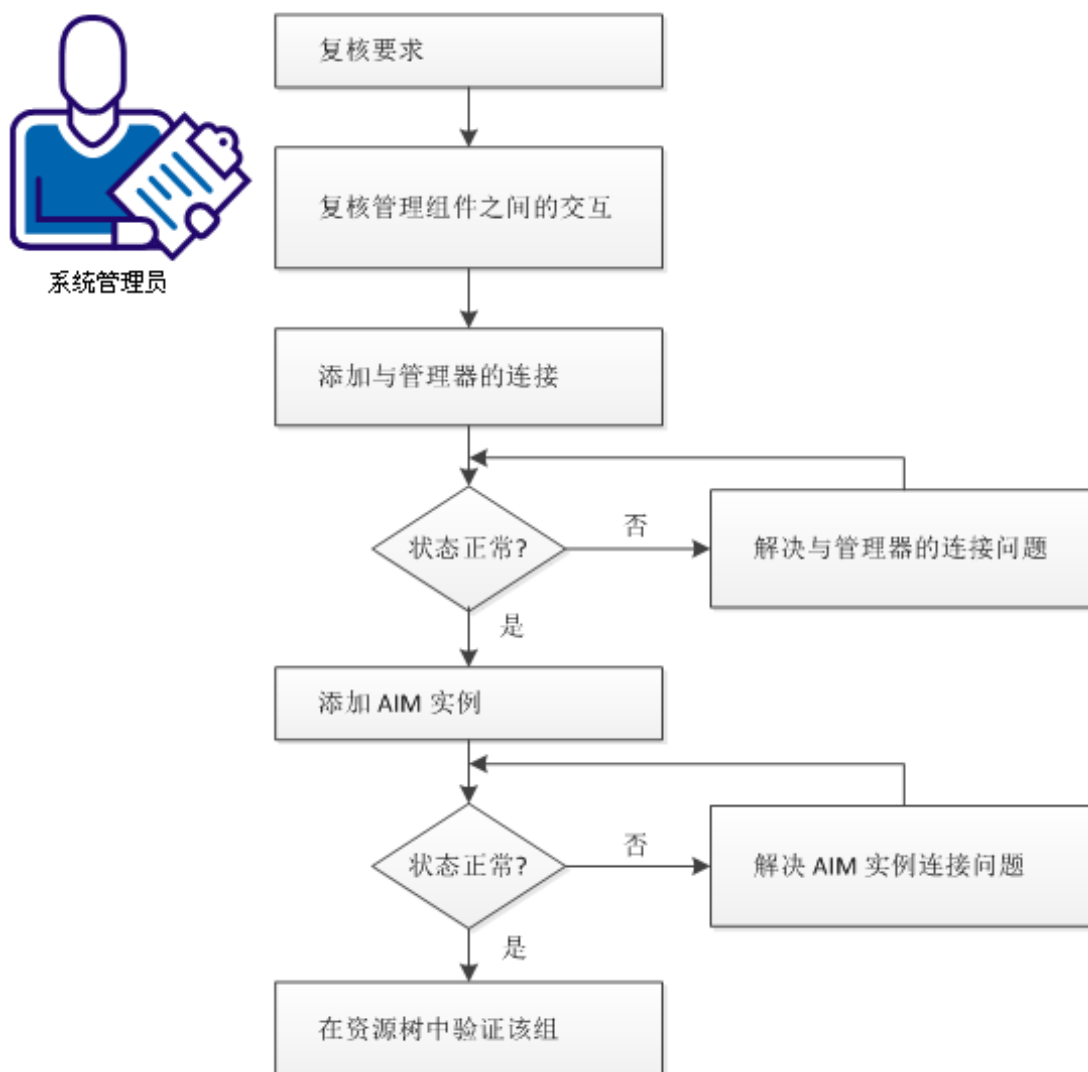 复核要求
复核管理组件之间的交互
系统管理员
添加与管理器的连接
状态正常?
否
解决与管理器的连接问题
是
添加 AIM 实例
状态正常?
否
解决 AIM 实例连接问题
是
在资源树中验证该组